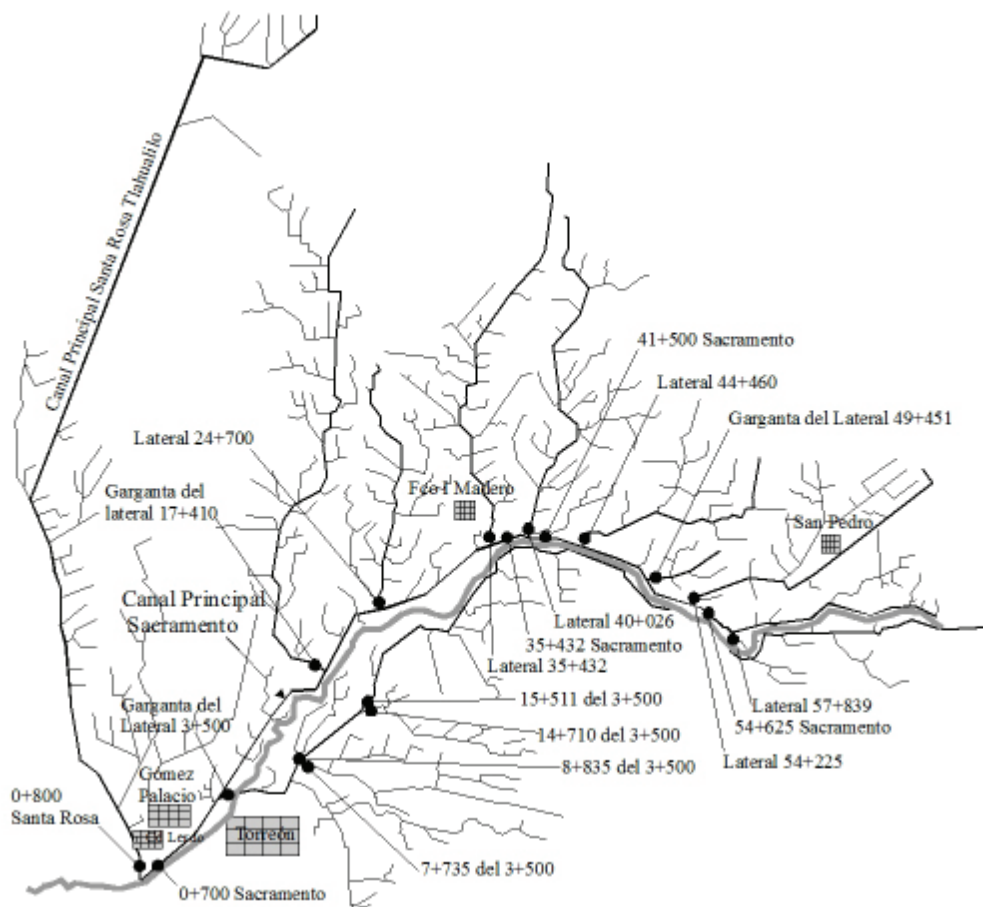 Canal Principal Santa Rosa Tlahualilo
41+500 Sacramento
Lateral 44+460
Garganta del Lateral 49+451
Lateral 24+700
Garganta del
lateral 17+410
Fco I Madero
San Pedro
Canal Principal
Sacramento
Lateral 40+026
35+432 Sacramento
Lateral 35+432
Garganta del
Lateral 3+500
15+511 del 3+500
14+710 del 3+500
8+835 del 3+500
Lateral 57+839
54+625 Sacramento
Lateral 54+225
Gómez
Palacio
0+800
Santa Rosa
Cd Lerdo
Torreón
7+735 del 3+500
0+700 Sacramento